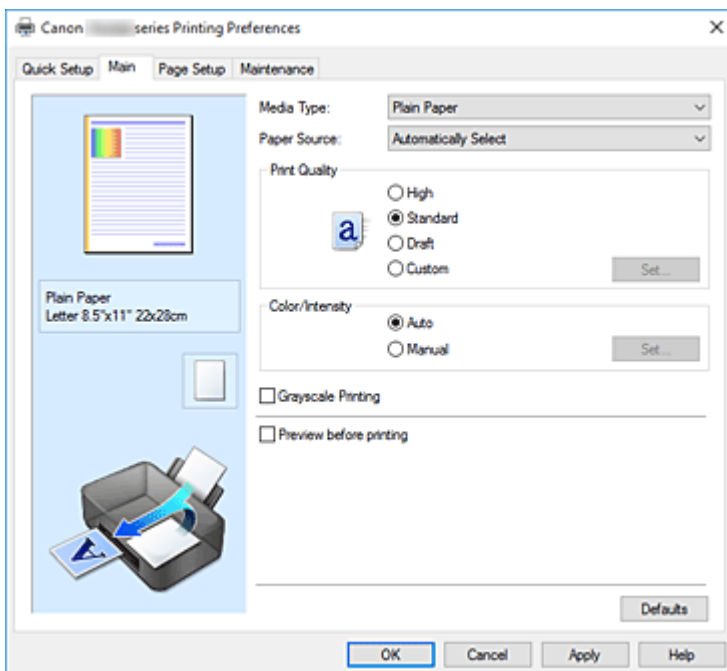 Canon series Printing Preferences
Quick Setup Main Page Setup Maintenance
Media Type: Plain Paper
Paper Source: Automatically Select
Print Quality
High
a Standard
Draft
Custom Set...
Plain Paper
Letter 8.5"x11" 22x28cm
Color/Intensity
Auto
Manual Set...
Grayscale Printing
Preview before printing
A
Defaults
OK Cancel Apply Help